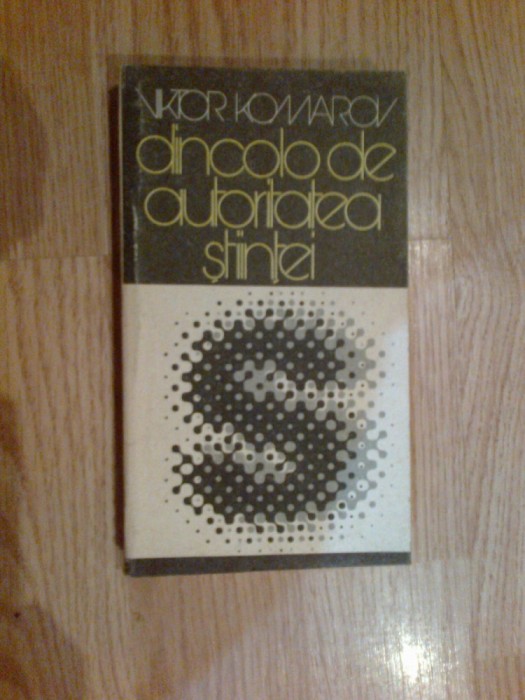 VIKTOR KOMAROV
dincolo de
autoritatea
științei
S